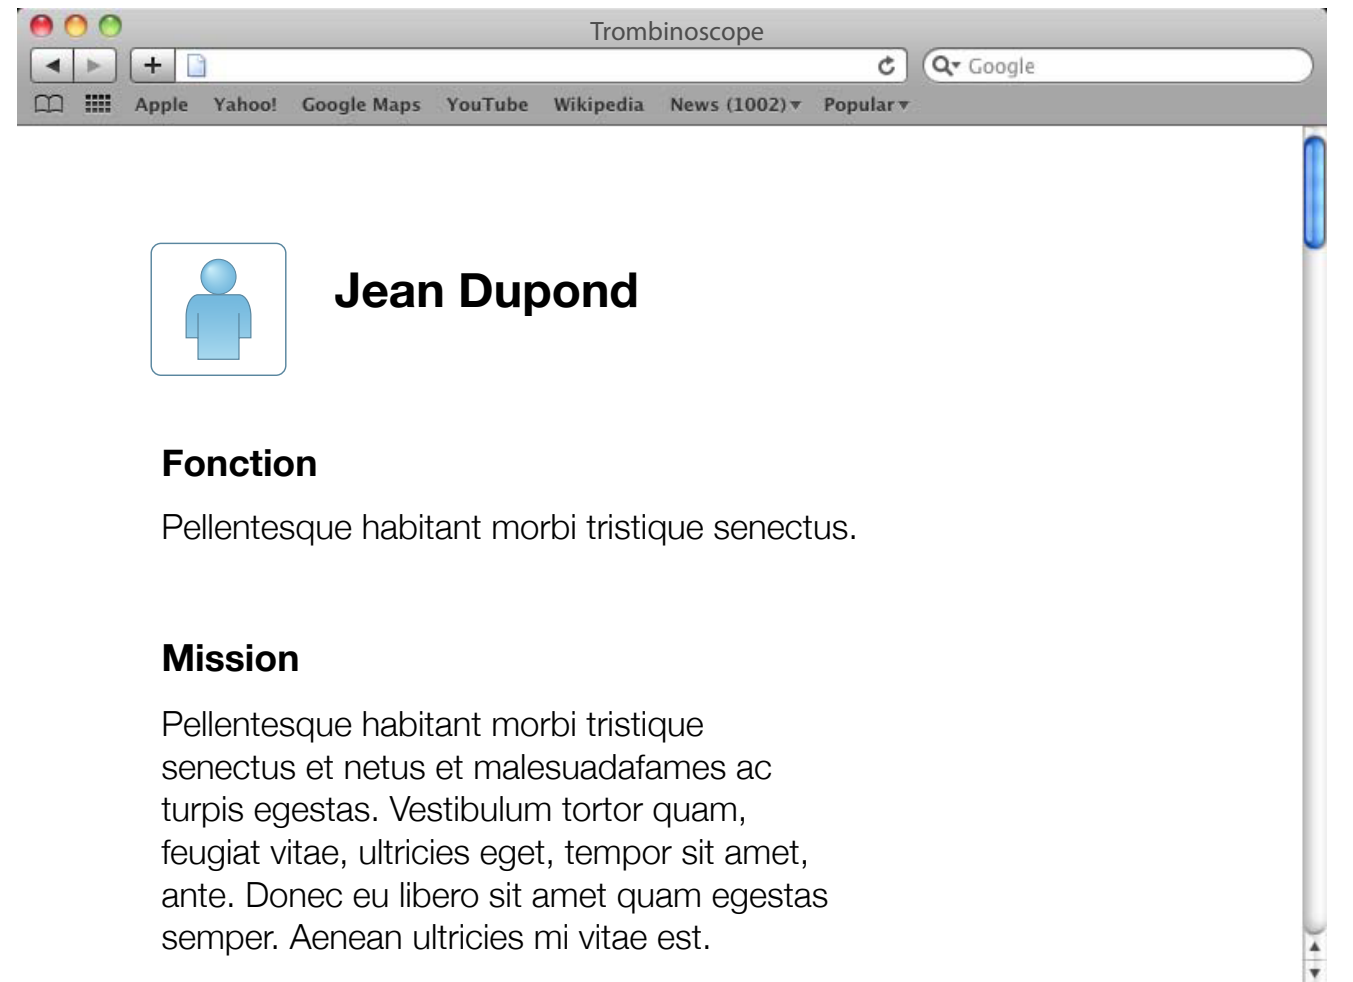 Trombinoscope
Google
Apple Yahoo! Google Maps YouTube Wikipedia News (1002) Popular
Jean Dupond
Fonction
Pellentesque habitant morbi tristique senectus.
Mission
Pellentesque habitant morbi tristique
senectus et netus et malesuadafames ac
turpis egestas. Vestibulum tortor quam,
feugiat vitae, ultricies eget, tempor sit amet,
ante. Donec eu libero sit amet quam egestas
semper. Aenean ultricies mi vitae est.